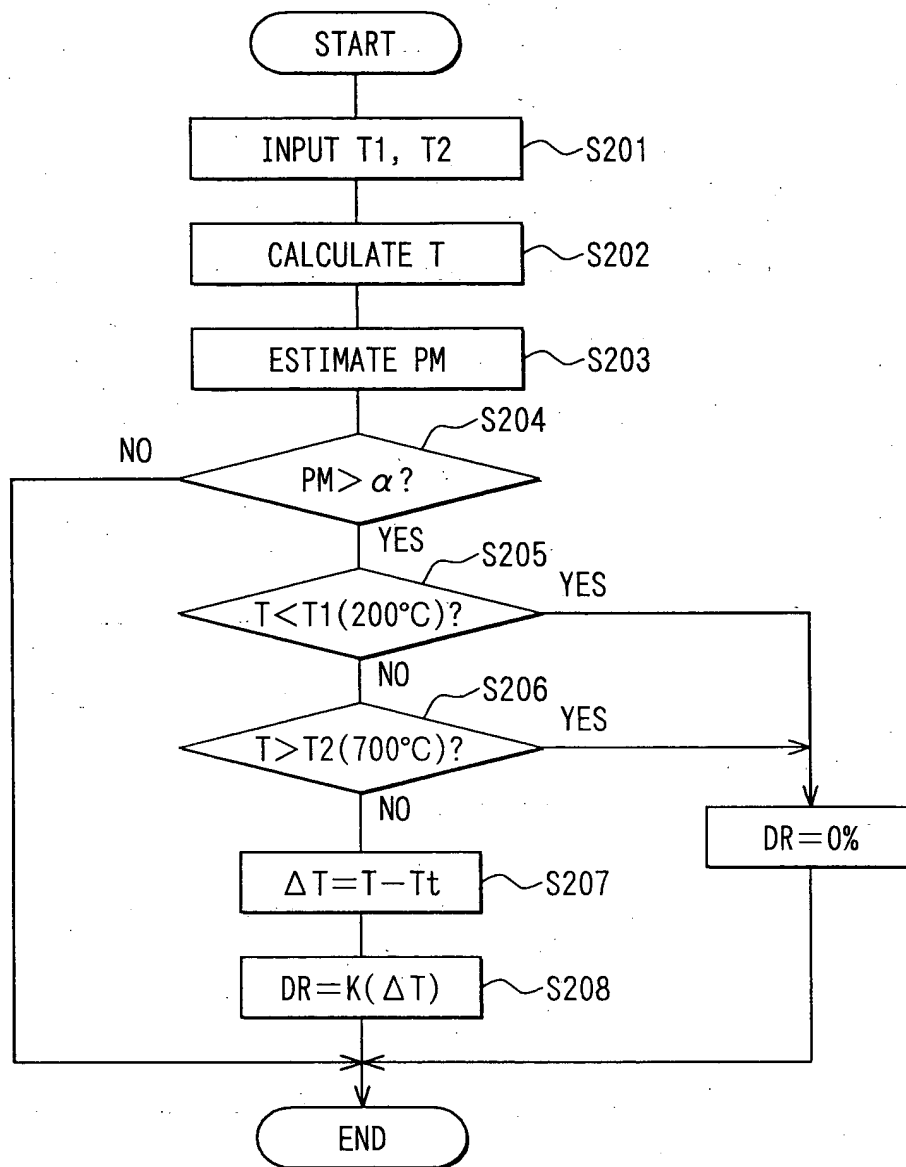 START
INPUT T1, T2
S201
CALCULATE T
S202
ESTIMATE PM
S203
S204
NO
PM>α?
YES
S205
YES
T<T1(200°C)?
NO
S206
YES
T>T2(700°C)?
NO
DR=0%
ΔT=T−Tt
S207
DR=K(ΔT)
S208
END